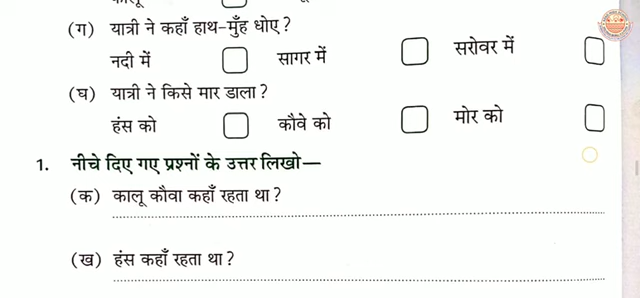 (ग) यात्री ने कहाँ हाथ-मुँह धोए?
नदी में सागर में सरोवर में
(घ) यात्री ने किसे मार डाला?
हंस को कौवे को मोर को
1. नीचे दिए गए प्रश्नों के उत्तर लिखो—
(क) कालू कौवा कहाँ रहता था?
(ख) हंस कहाँ रहता था?